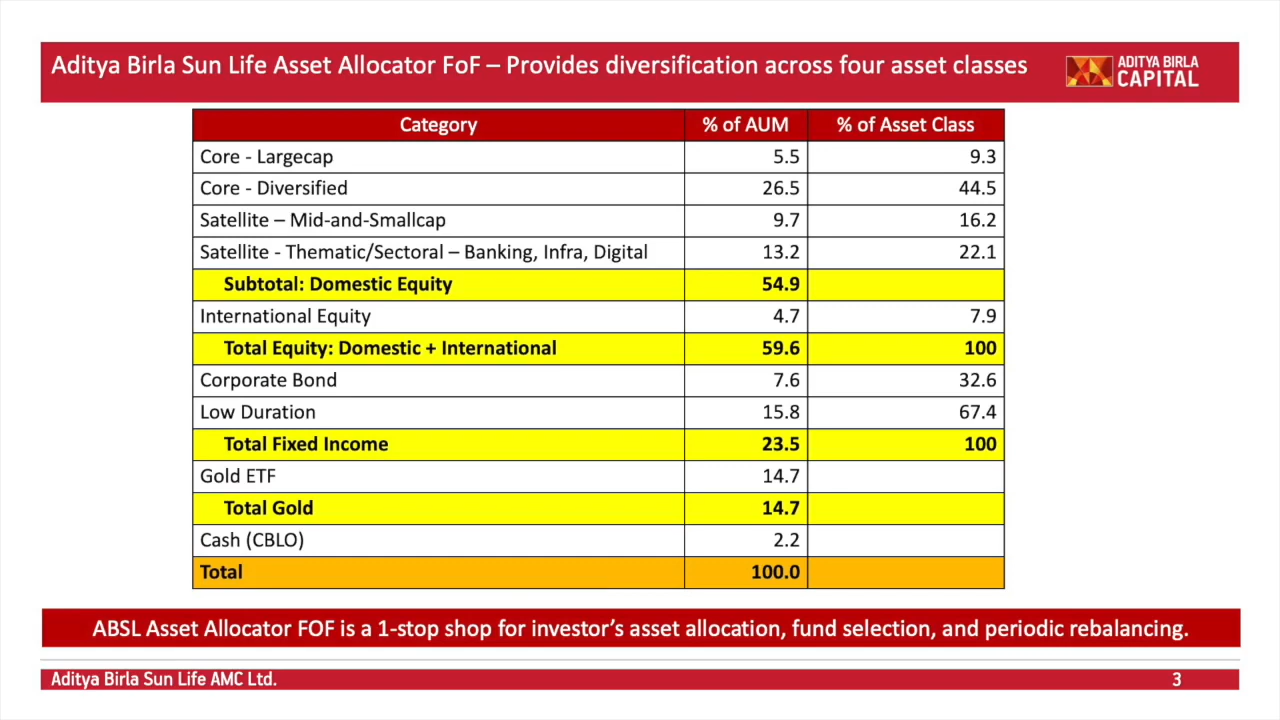 Aditya Birla Sun Life Asset Allocator FoF – Provides diversification across four asset classes
ADITYA BIRLA
CAPITAL
Category % of AUM % of Asset Class
Core - Largecap 5.5 9.3
Core - Diversified 26.5 44.5
Satellite – Mid-and-Smallcap 9.7 16.2
Satellite - Thematic/Sectoral – Banking, Infra, Digital 13.2 22.1
Subtotal: Domestic Equity 54.9
International Equity 4.7 7.9
Total Equity: Domestic + International 59.6 100
Corporate Bond 7.6 32.6
Low Duration 15.8 67.4
Total Fixed Income 23.5 100
Gold ETF 14.7
Total Gold 14.7
Cash (CBLO) 2.2
Total 100.0
ABSL Asset Allocator FOF is a 1-stop shop for investor’s asset allocation, fund selection, and periodic rebalancing.
Aditya Birla Sun Life AMC Ltd. 3